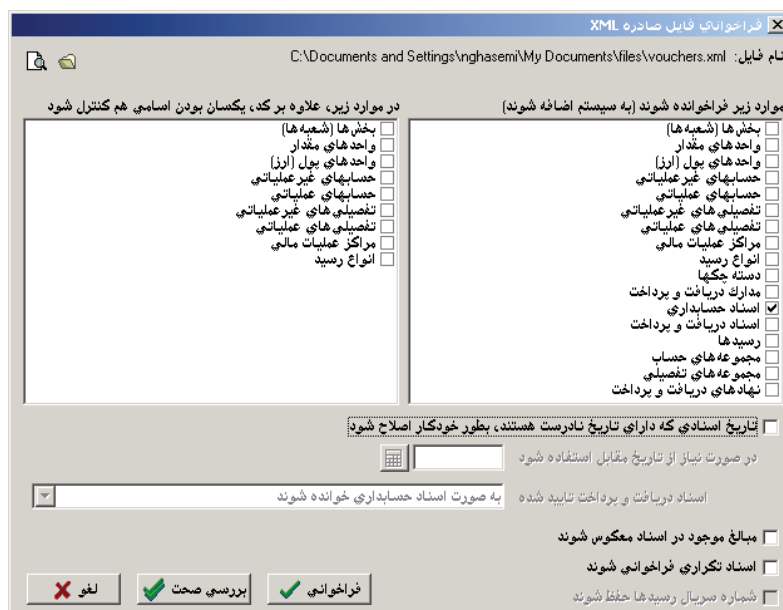 فراخواني فايل صادره XML
نام فايل: C:\Documents and Settings\nghasemi\My Documents\files\vouchers.xml
موارد زير فراخوانده شوند (به سيستم اضافه شوند)
بخش‌ها (شعبه‌ها)
واحدهاي مقدار
واحدهاي پول (ارز)
حسابهاي غيرعملياتي
حسابهاي عملياتي
تفصيلي‌هاي غيرعملياتي
تفصيلي‌هاي عملياتي
مراكز عمليات مالي
انواع رسيد
دسته چكها
مدارك دريافت و پرداخت
اسناد حسابداري
اسناد دريافت و پرداخت
رسيدها
مجموعه‌هاي حساب
مجموعه‌هاي تفصيلي
نهادهاي دريافت و پرداخت
در موارد زير، علاوه بر كد، يكسان بودن اسامي هم كنترل شود
بخش‌ها (شعبه‌ها)
واحدهاي مقدار
واحدهاي پول (ارز)
حسابهاي غيرعملياتي
حسابهاي عملياتي
تفصيلي‌هاي غيرعملياتي
تفصيلي‌هاي عملياتي
مراكز عمليات مالي
انواع رسيد
تاريخ اسنادي كه داراي تاريخ نادرست هستند، بطور خودكار اصلاح شود
در صورت نياز از تاريخ مقابل استفاده شود
اسناد دريافت و پرداخت تاييد شده
به صورت اسناد حسابداري خوانده شوند
مبالغ موجود در اسناد معكوس شوند
اسناد تكراري فراخواني شوند
شماره سريال رسيدها حفظ شوند
فراخواني
بررسي صحت
لغو